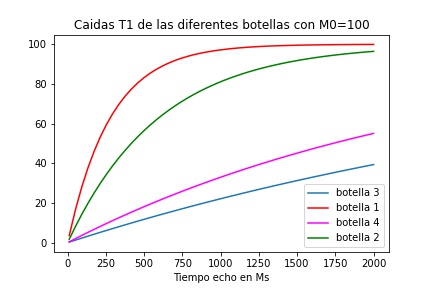 Caidas T1 de las diferentes botellas con M0=100
100
80
60
40
20
0
0 250 500 750 1000 1250 1500 1750 2000
Tiempo echo en Ms
botella 3
botella 1
botella 4
botella 2